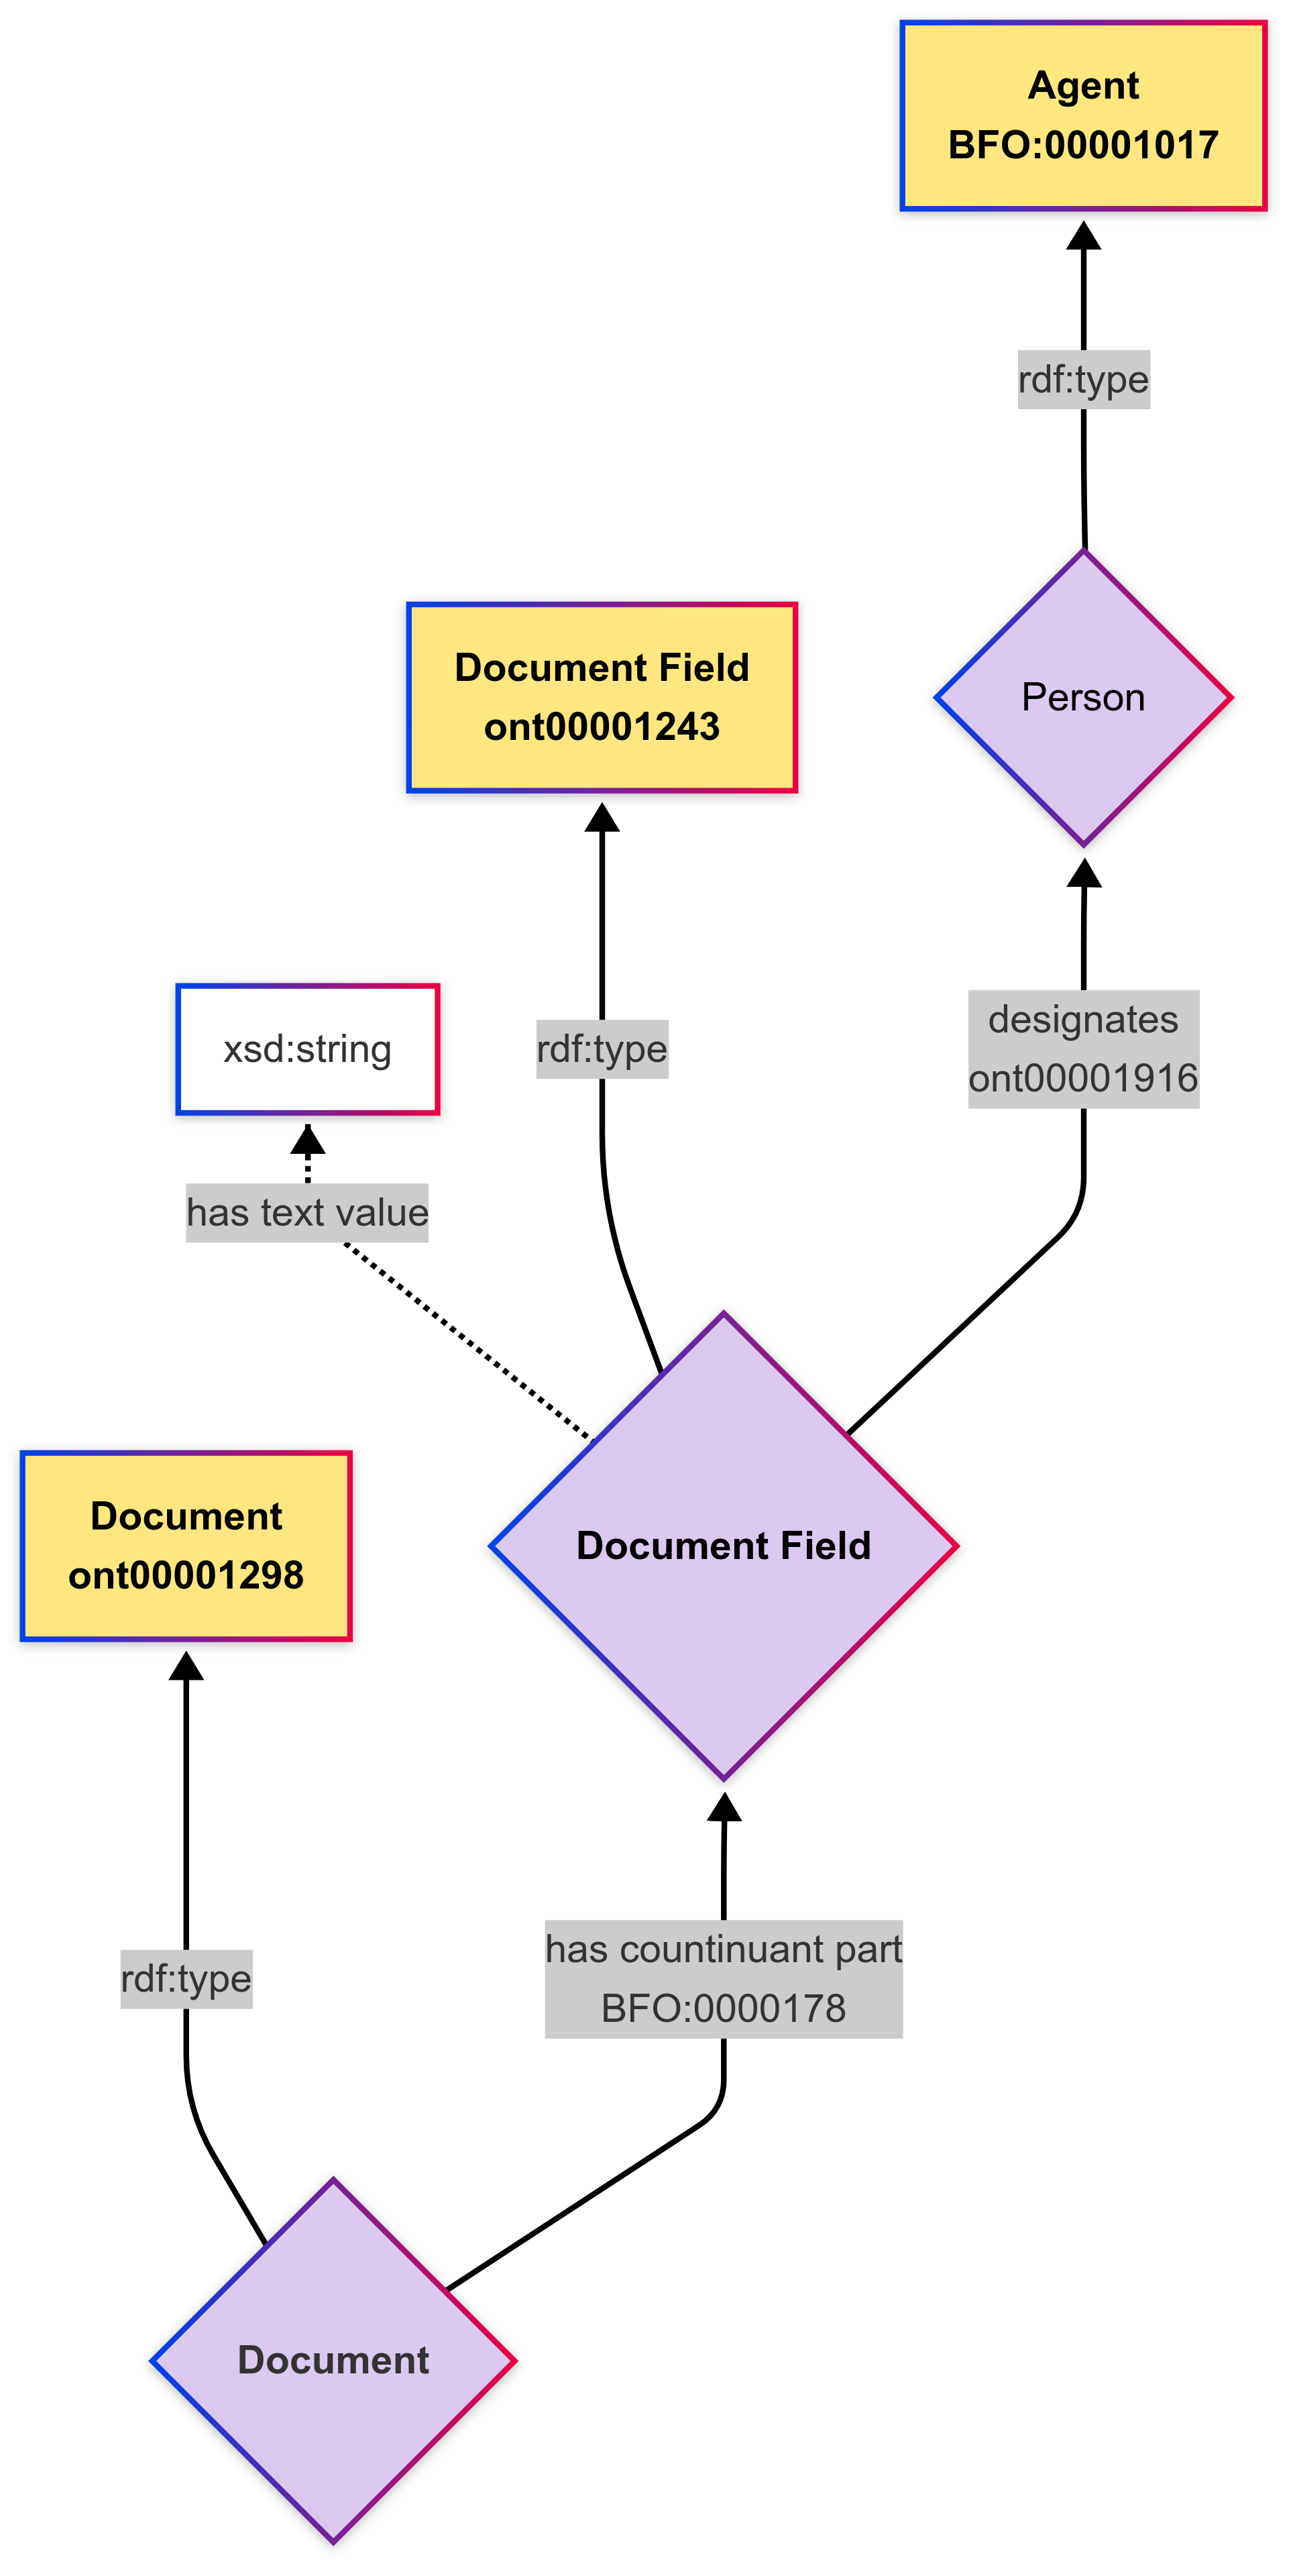 Agent
BFO:00001017
rdf:type
Person
Document Field
ont00001243
designates
ont00001916
xsd:string
rdf:type
has text value
Document
ont00001298
Document Field
has countinuant part
BFO:0000178
rdf:type
Document